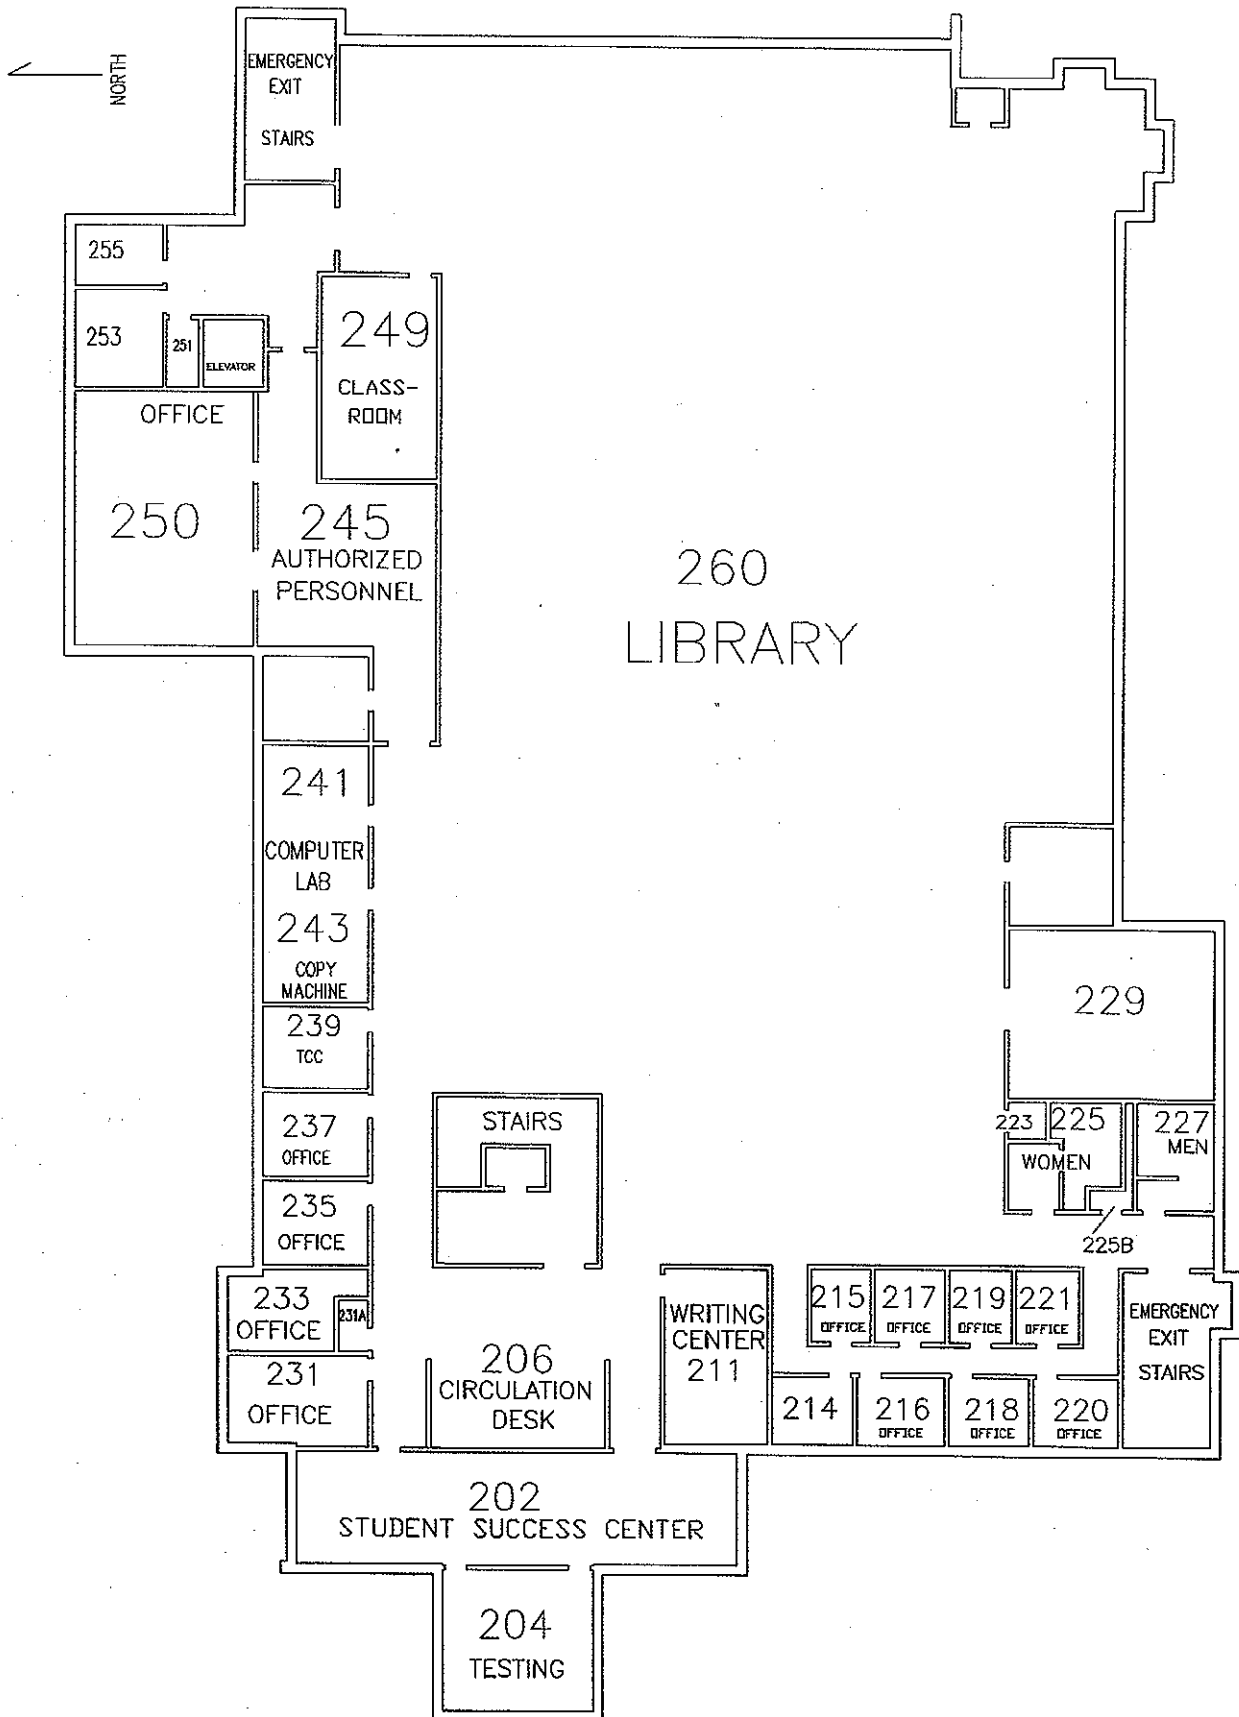 NORTH
EMERGENCY
EXIT
STAIRS
255
253
251
ELEVATOR
249
CLASS-
ROOM
OFFICE
250
245
AUTHORIZED
PERSONNEL
260
LIBRARY
241
COMPUTER
LAB
243
COPY
MACHINE
239
TCC
229
237
OFFICE
STAIRS
223
225
227
MEN
WOMEN
235
OFFICE
225B
233
OFFICE
231A
231
OFFICE
206
CIRCULATION
DESK
WRITING
CENTER
211
215
OFFICE
217
OFFICE
219
OFFICE
221
OFFICE
EMERGENCY
EXIT
STAIRS
214
216
OFFICE
218
OFFICE
220
OFFICE
202
STUDENT SUCCESS CENTER
204
TESTING